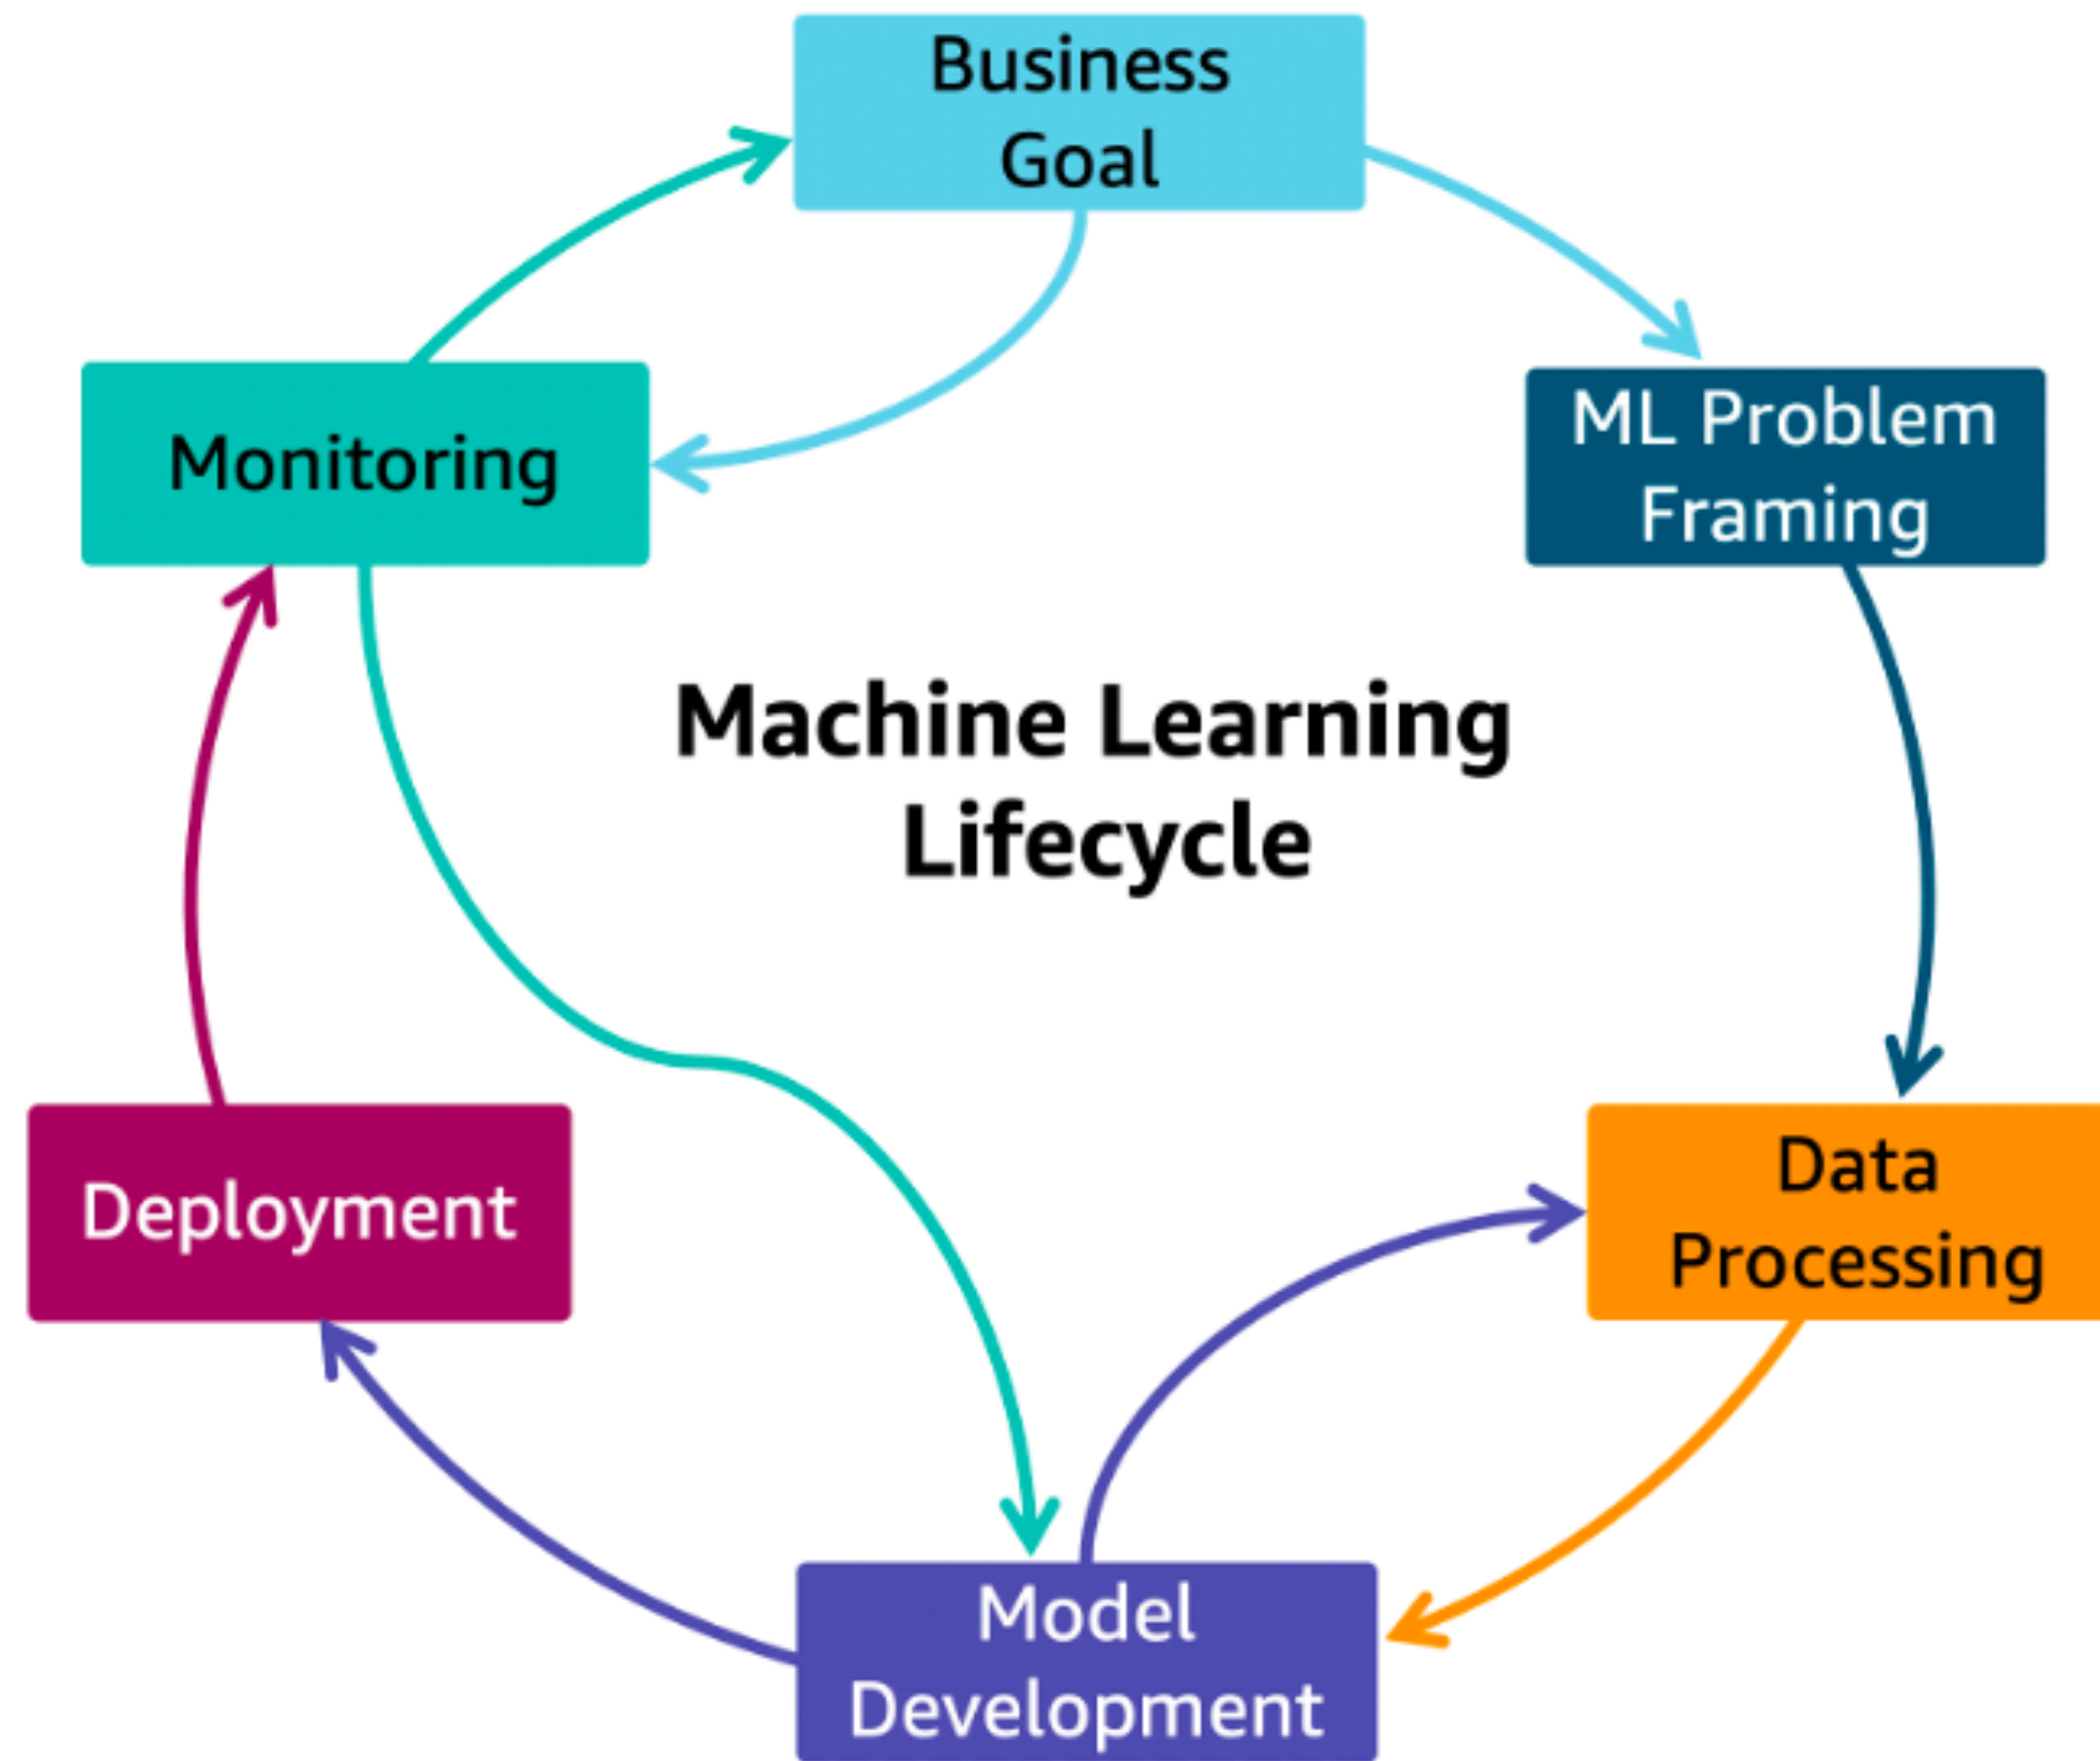 Business
Goal
Monitoring
ML Problem
Framing
Machine Learning
Lifecycle
Deployment
Data
Processing
Model
Development